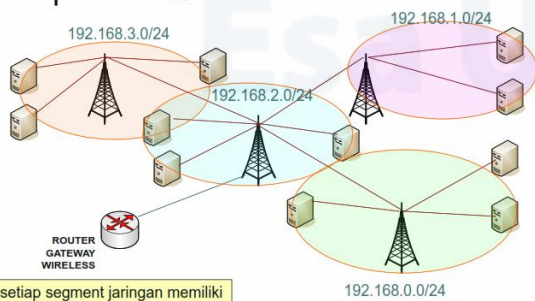 192.168.3.0/24
192.168.1.0/24
192.168.2.0/24
ROUTER
GATEWAY
WIRELESS
setiap segment jaringan memiliki
192.168.0.0/24